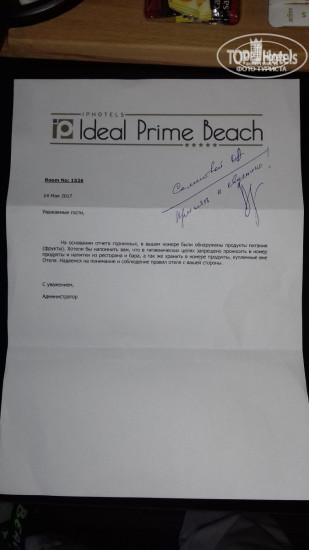 TOP Hotels
ФОТО ТУРИСТА
IPHOTELS
ip Ideal Prime Beach
Room No: 1526
14 Мая 2017
Уважаемые гости,
На основании отчета горничных, в вашем номере были обнаружены продукты питания
(фрукты). Хотели бы напомнить вам, что в гигиенических целях запрещено проносить в номер
продукты и напитки из ресторана и бара, а так же хранить в номере продукты, купленные вне
Отеля. Надеемся на понимание и соблюдение правил отеля с вашей стороны.
С уважением,
Администратор